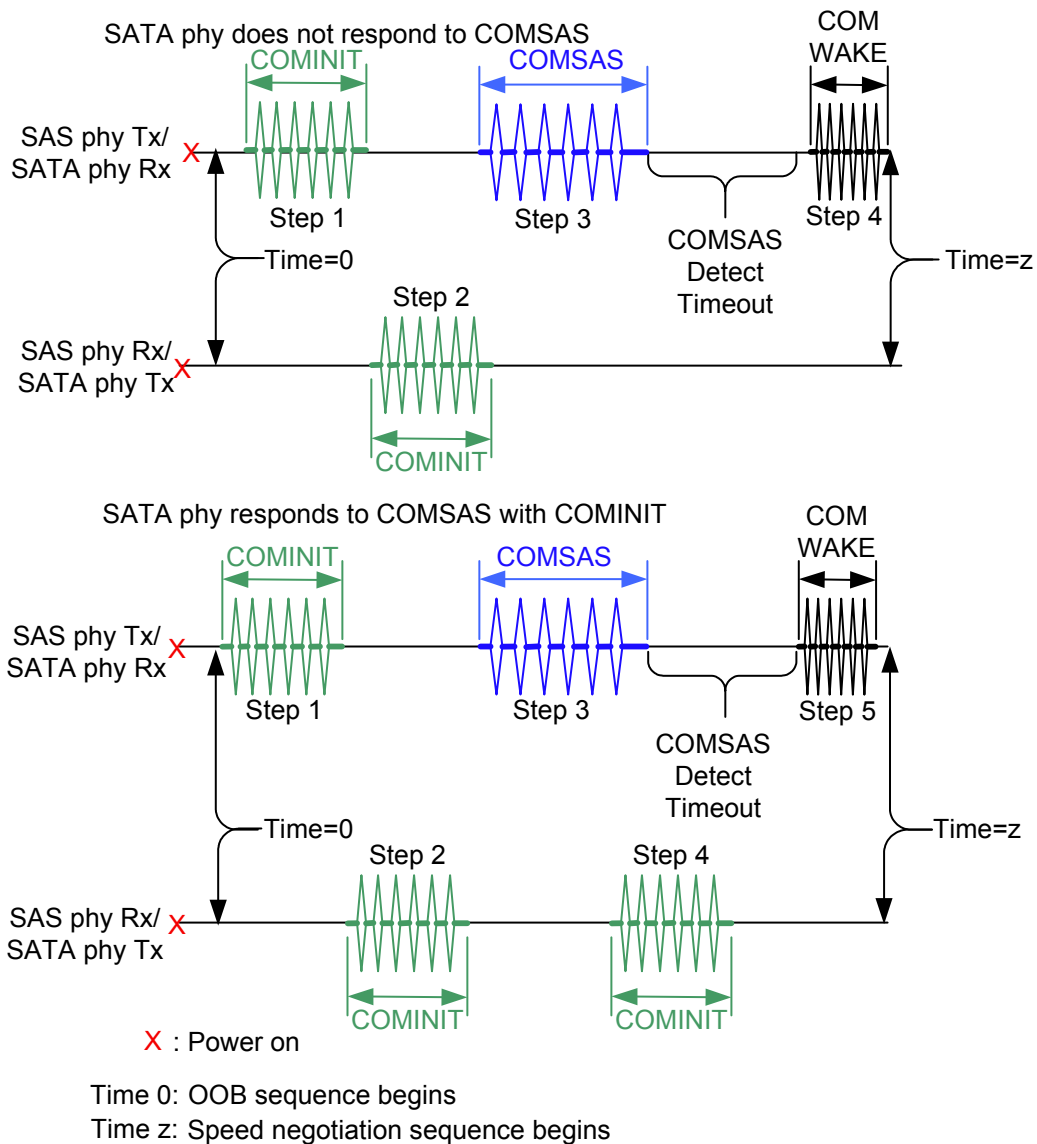 SATA phy does not respond to COMSAS
COMINIT
COMSAS
COM
WAKE
SAS phy Tx/
SATA phy Rx
X
Step 1
Step 3
Step 4
COMSAS
Detect
Timeout
Time=0
Time=z
Step 2
SAS phy Rx/
SATA phy Tx
X
COMINIT
SATA phy responds to COMSAS with COMINIT
COMINIT
COMSAS
COM
WAKE
SAS phy Tx/
SATA phy Rx
X
Step 1
Step 3
Step 5
COMSAS
Detect
Timeout
Time=0
Time=z
Step 2
Step 4
SAS phy Rx/
SATA phy Tx
X
COMINIT
COMINIT
X : Power on
Time 0: OOB sequence begins
Time z: Speed negotiation sequence begins